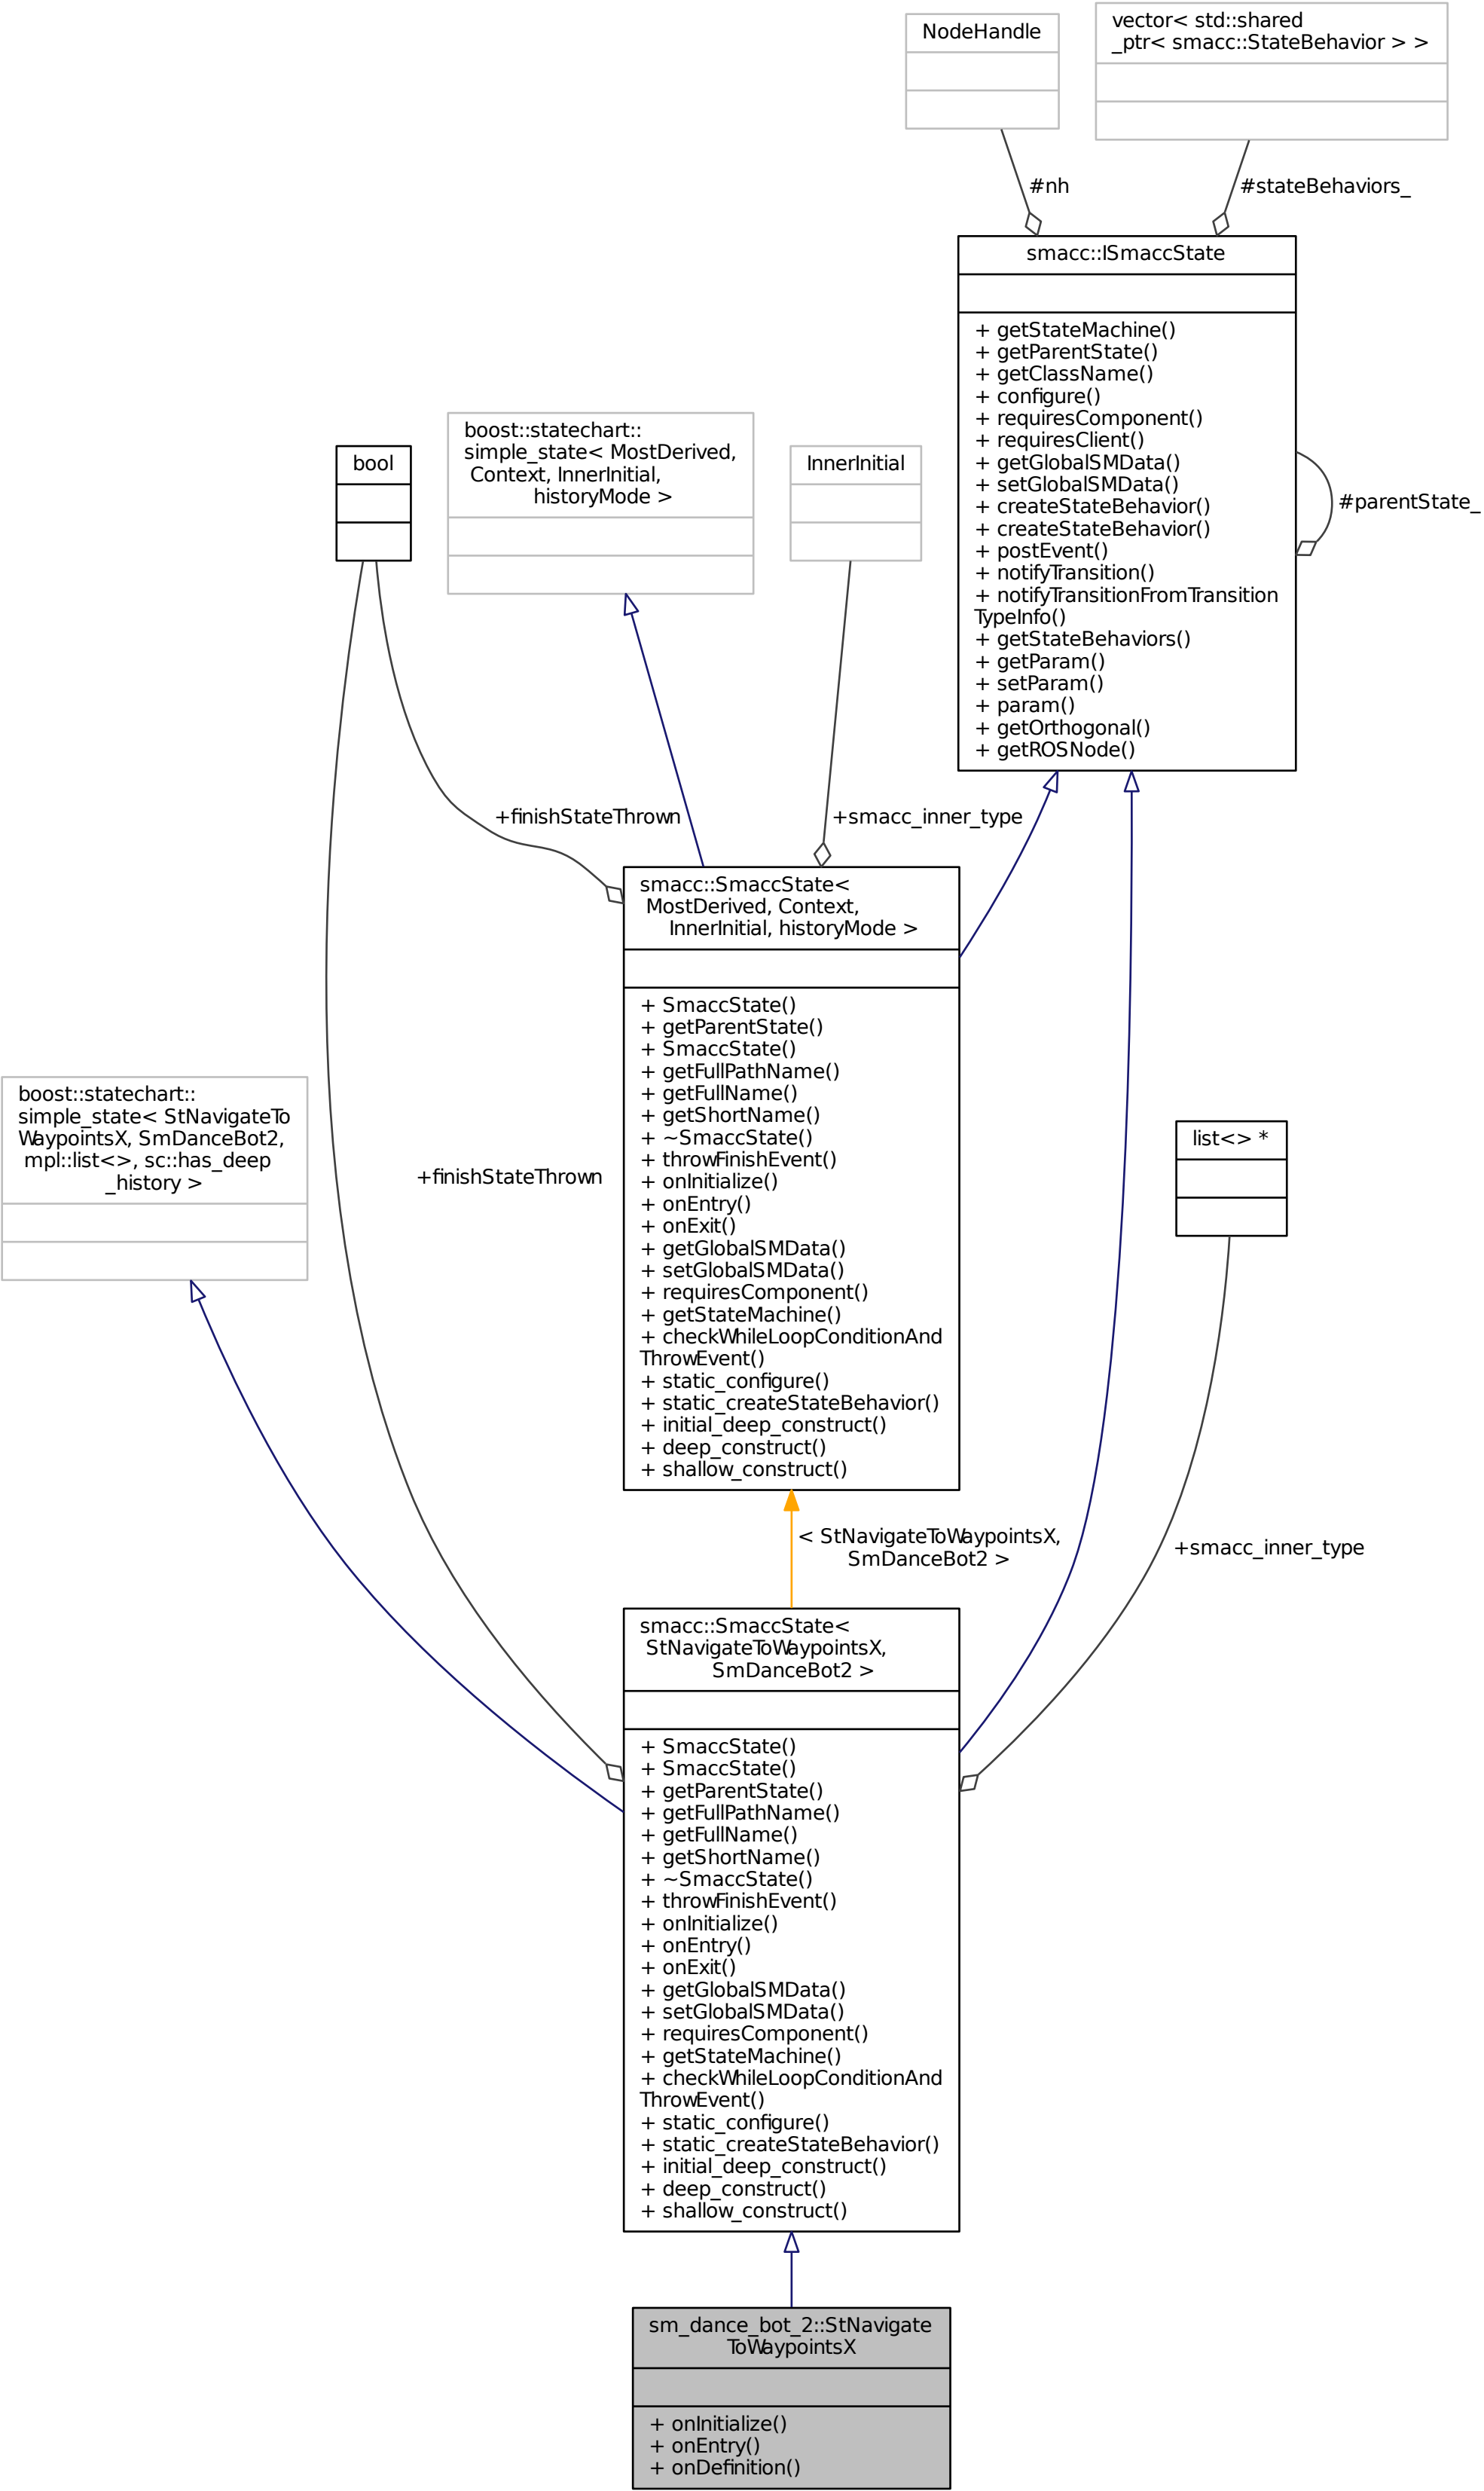 NodeHandle
vector< std::shared
_ptr< smacc::StateBehavior > >
#nh
#stateBehaviors_
smacc::ISmaccState
+ getStateMachine()
+ getParentState()
+ getClassName()
+ configure()
+ requiresComponent()
+ requiresClient()
+ getGlobalSMData()
+ setGlobalSMData()
+ createStateBehavior()
+ createStateBehavior()
+ postEvent()
+ notifyTransition()
+ notifyTransitionFromTransition
TypeInfo()
+ getStateBehaviors()
+ getParam()
+ setParam()
+ param()
+ getOrthogonal()
+ getROSNode()
#parentState_
bool
boost::statechart::
simple_state< MostDerived,
Context, InnerInitial,
historyMode >
InnerInitial
+finishStateThrown
+smacc_inner_type
smacc::SmaccState<
MostDerived, Context,
InnerInitial, historyMode >
+ SmaccState()
+ getParentState()
+ SmaccState()
+ getFullPathName()
+ getFullName()
+ getShortName()
+ ~SmaccState()
+ throwFinishEvent()
+ onInitialize()
+ onEntry()
+ onExit()
+ getGlobalSMData()
+ setGlobalSMData()
+ requiresComponent()
+ getStateMachine()
+ checkWhileLoopConditionAnd
ThrowEvent()
+ static_configure()
+ static_createStateBehavior()
+ initial_deep_construct()
+ deep_construct()
+ shallow_construct()
boost::statechart::
simple_state< StNavigateTo
WaypointsX, SmDanceBot2,
mpl::list<>, sc::has_deep
_history >
+finishStateThrown
list<> *
< StNavigateToWaypointsX,
SmDanceBot2 >
+smacc_inner_type
smacc::SmaccState<
StNavigateToWaypointsX,
SmDanceBot2 >
+ SmaccState()
+ SmaccState()
+ getParentState()
+ getFullPathName()
+ getFullName()
+ getShortName()
+ ~SmaccState()
+ throwFinishEvent()
+ onInitialize()
+ onEntry()
+ onExit()
+ getGlobalSMData()
+ setGlobalSMData()
+ requiresComponent()
+ getStateMachine()
+ checkWhileLoopConditionAnd
ThrowEvent()
+ static_configure()
+ static_createStateBehavior()
+ initial_deep_construct()
+ deep_construct()
+ shallow_construct()
sm_dance_bot_2::StNavigate
ToWaypointsX
+ onInitialize()
+ onEntry()
+ onDefinition()